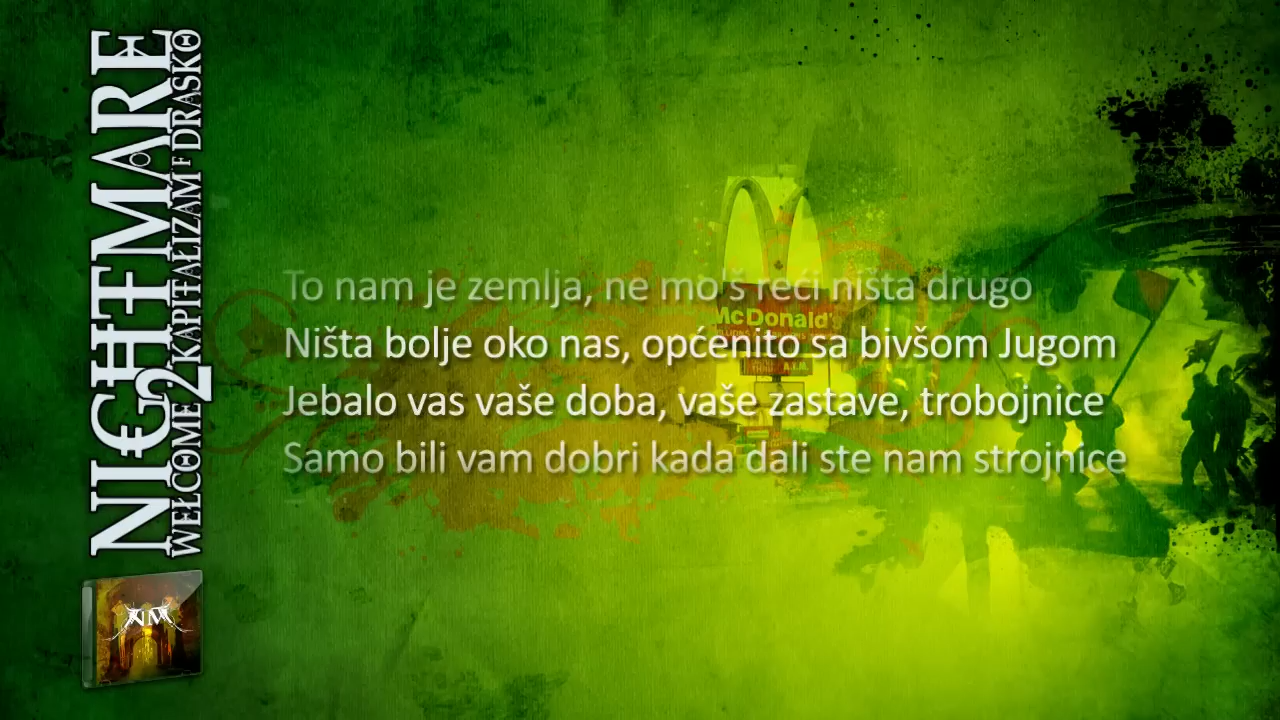 NIGHTMARE
WELCOME 2 KAPITALIZAM F DRASKO
To nam je zemlja, ne mo'š reći ništa drugo
Ništa bolje oko nas, općenito sa bivšom Jugom
Jebalo vas vaše doba, vaše zastave, trobojnice
Samo bili vam dobri kada dali ste nam strojnice
McDonald's
NM